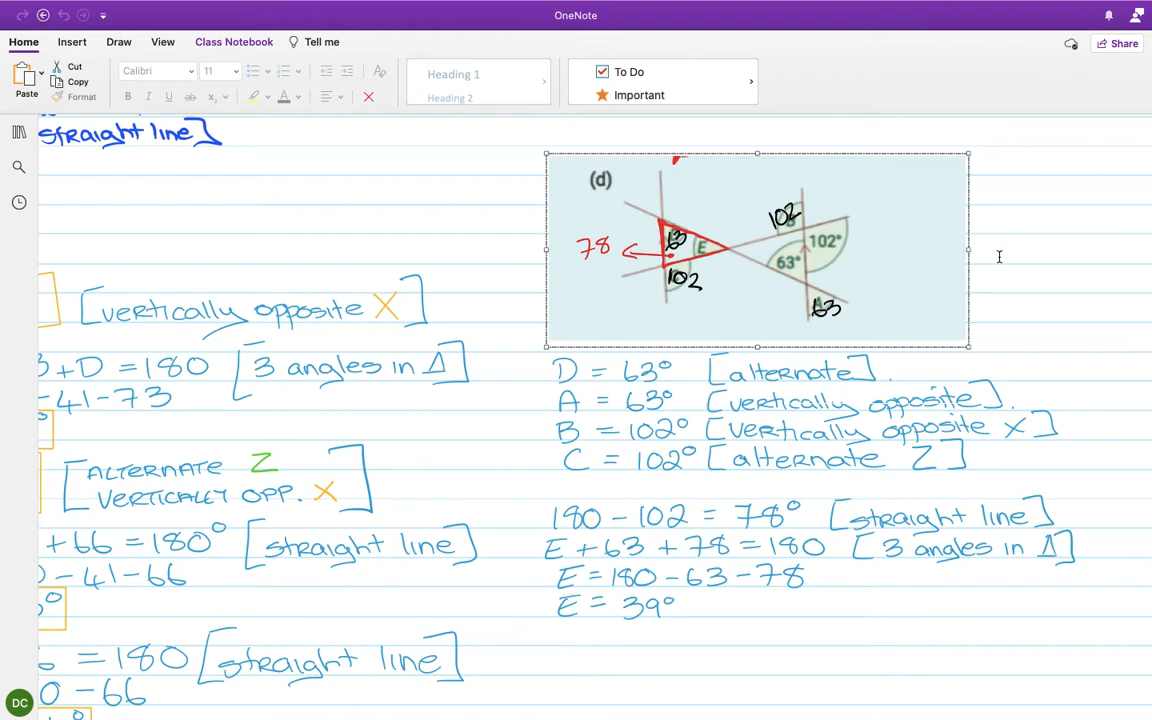 OneNote
Home Insert Draw View Class Notebook Tell me
Share
Paste
Cut
Copy
Format
Calibri 11
B I U ab x₂ A
Heading 1
Heading 2
To Do
Important
straight line]
[vertically opposite X]
+D = 180 [3 angles in Δ]
-41-73
[ALTERNATE Z
VERTICALLY OPP. X]
+66=180° [straight line]
-41-66
=180 [straight line]
0-66
(d)
63
E
78
102
102
102°
63°
63
D = 63° [alternate].
A = 63° [vertically opposite].
B = 102° [vertically opposite X]
C = 102° [alternate Z]
180-102 = 78° [straight line]
E+63+78=180 [3 angles in Δ]
E=180-63-78
E = 39°
DC